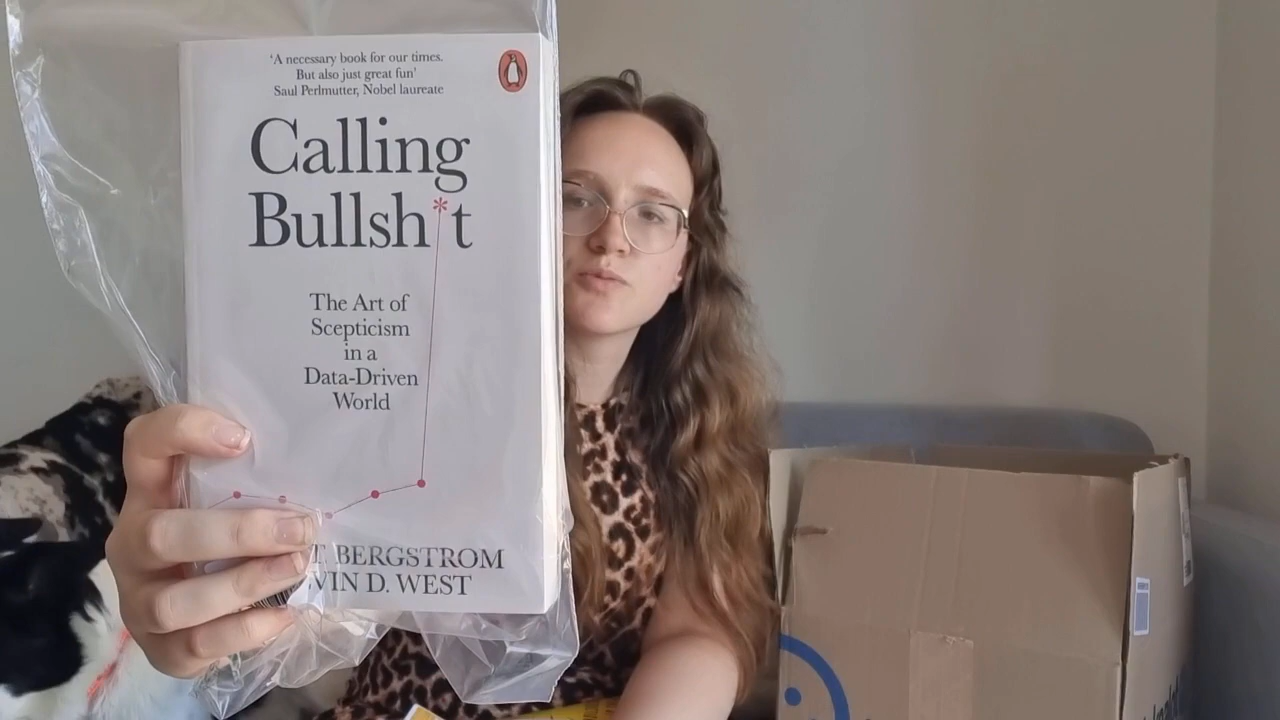 'A necessary book for our times.
But also just great fun'
Saul Perlmutter, Nobel laureate
Calling
Bullsh*t
The Art of
Scepticism
in a
Data-Driven
World
T. BERGSTROM
VIN D. WEST